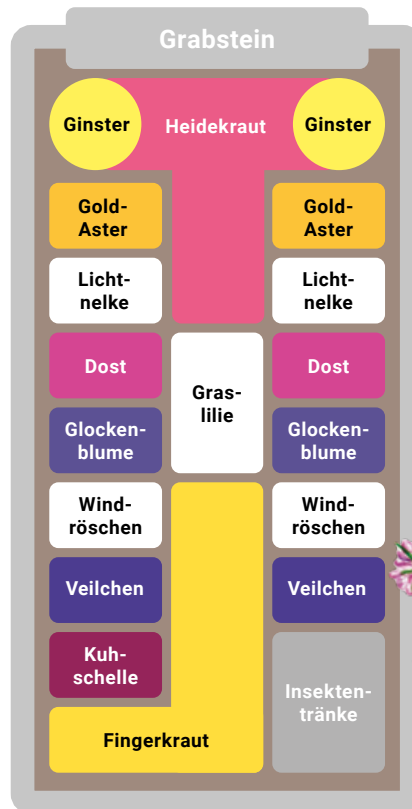 Grabstein
Ginster
Heidekraut
Ginster
Gold-
Aster
Gold-
Aster
Licht-
nelke
Licht-
nelke
Dost
Gras-
lilie
Dost
Glocken-
blume
Glocken-
blume
Wind-
röschen
Wind-
röschen
Veilchen
Veilchen
Kuh-
schelle
Insekten-
tränke
Fingerkraut